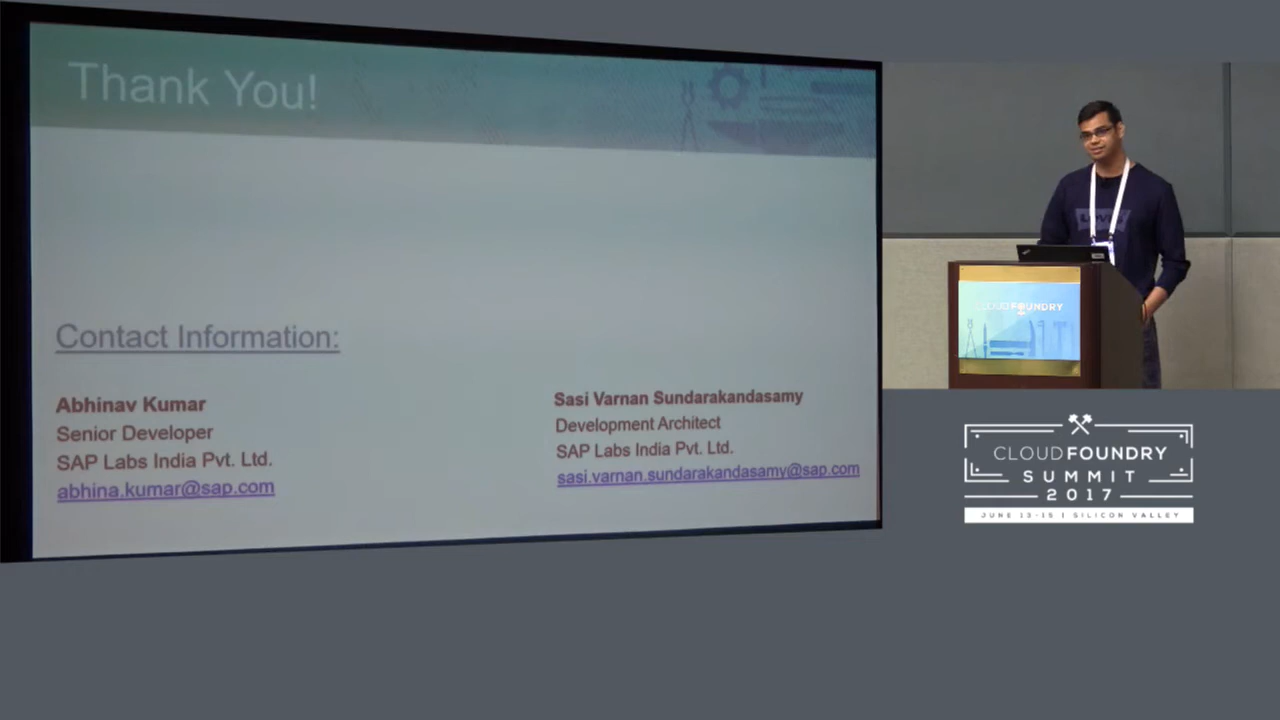 Thank You!
Contact Information:
Abhinav Kumar
Senior Developer
SAP Labs India Pvt. Ltd.
abhina.kumar@sap.com
Sasi Varnan Sundarakandasamy
Development Architect
SAP Labs India Pvt. Ltd.
sasi.varnan.sundarakandasamy@sap.com
CLOUD FOUNDRY
CLOUD FOUNDRY
SUMMIT
2017
JUNE 13-15 | SILICON VALLEY